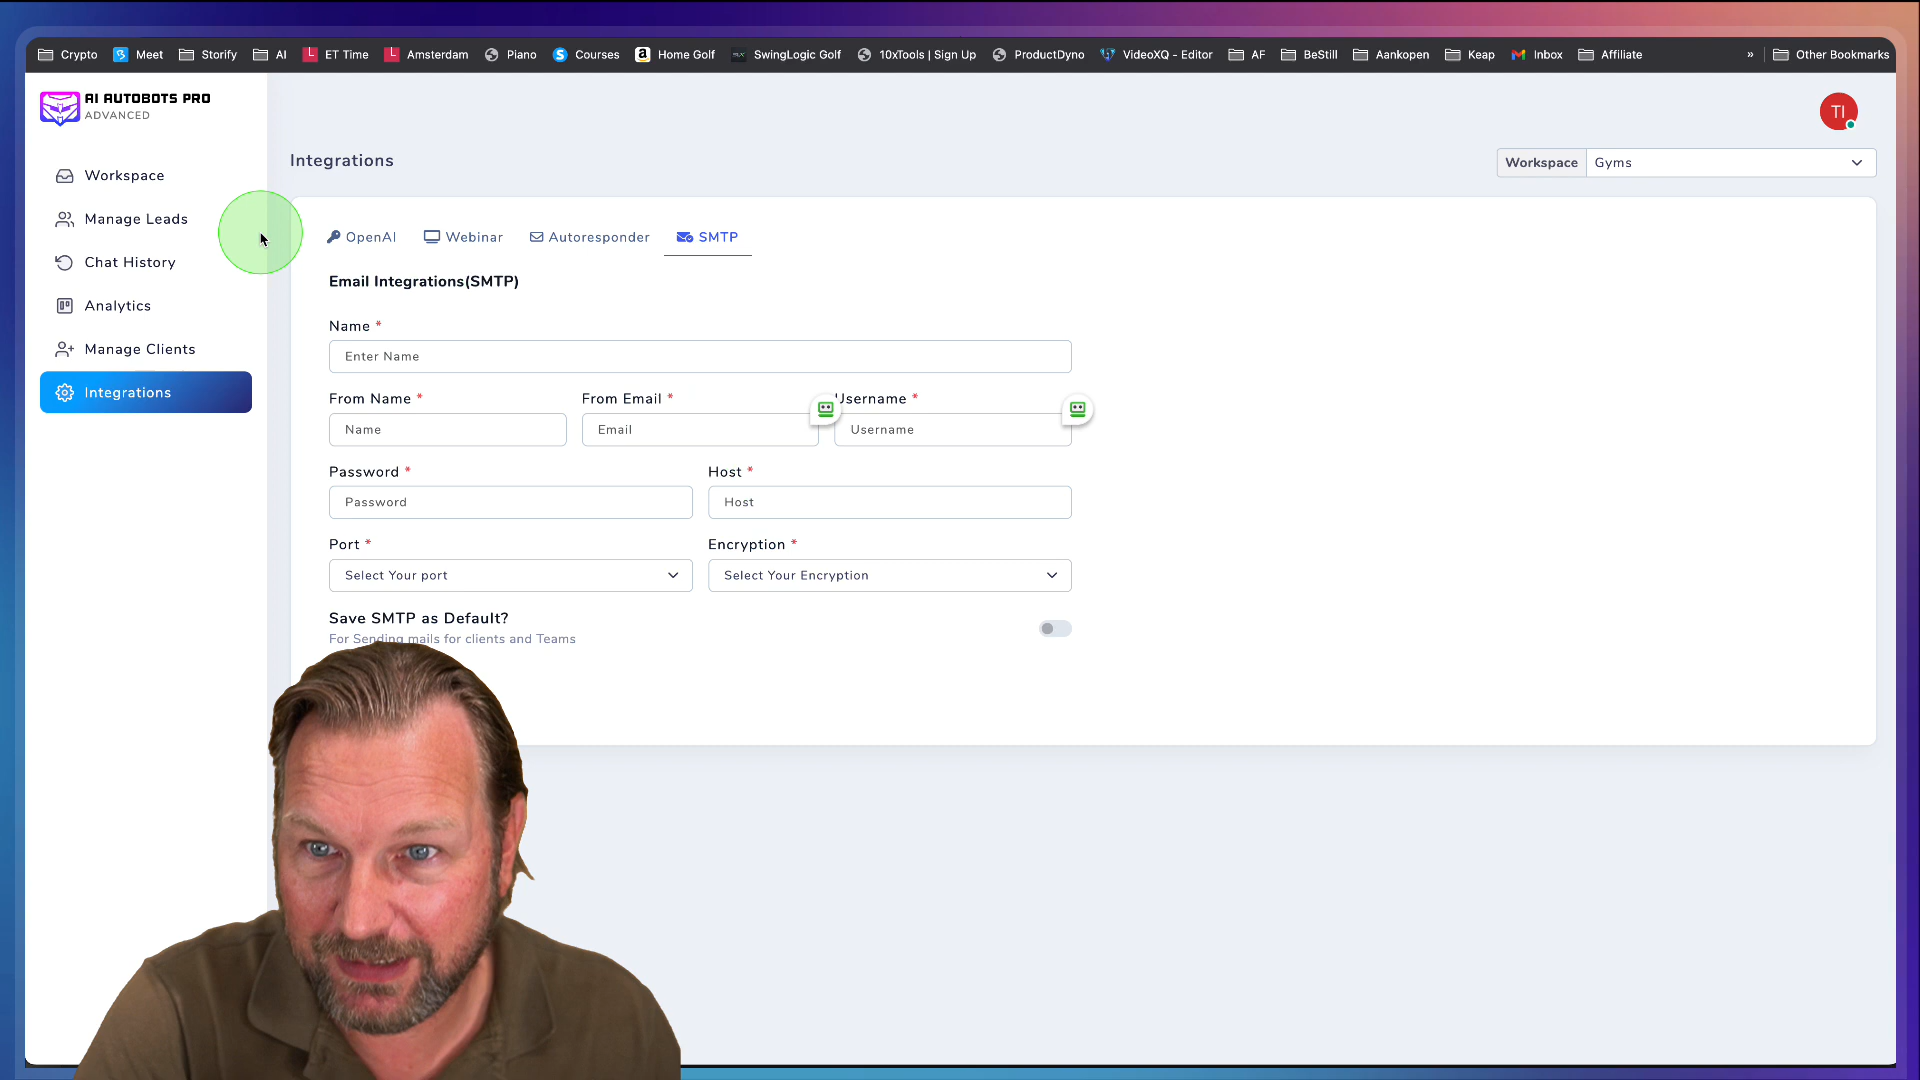 Crypto Meet Storify AI ET Time Amsterdam Piano Courses Home Golf SwingLogic Golf 10xTools | Sign Up ProductDyno VideoXQ - Editor AF BeStill Aankopen Keap Inbox Affiliate » Other Bookmarks
AI AUTOBOTS PRO
ADVANCED
TI
Integrations
Workspace Gyms
Workspace
Manage Leads
Chat History
Analytics
Manage Clients
Integrations
OpenAI Webinar Autoresponder SMTP
Email Integrations(SMTP)
Name *
Enter Name
From Name * From Email * Username *
Name Email Username
Password * Host *
Password Host
Port * Encryption *
Select Your port Select Your Encryption
Save SMTP as Default?
For Sending mails for clients and Teams